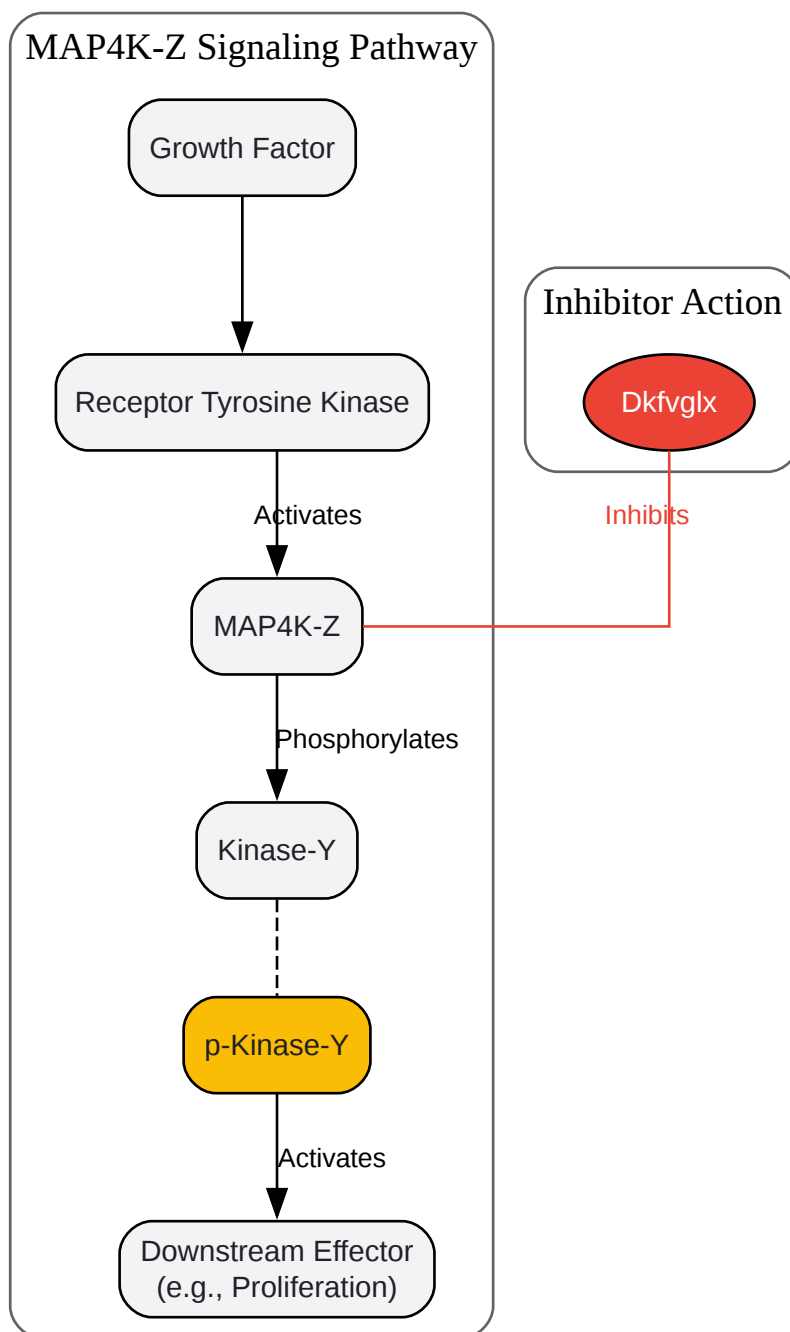 MAP4K-Z Signaling Pathway
Growth Factor
Inhibitor Action
Receptor Tyrosine Kinase
Dkfvglx
Activates
Inhibits
MAP4K-Z
Phosphorylates
Kinase-Y
p-Kinase-Y
Activates
Downstream Effector
(e.g., Proliferation)